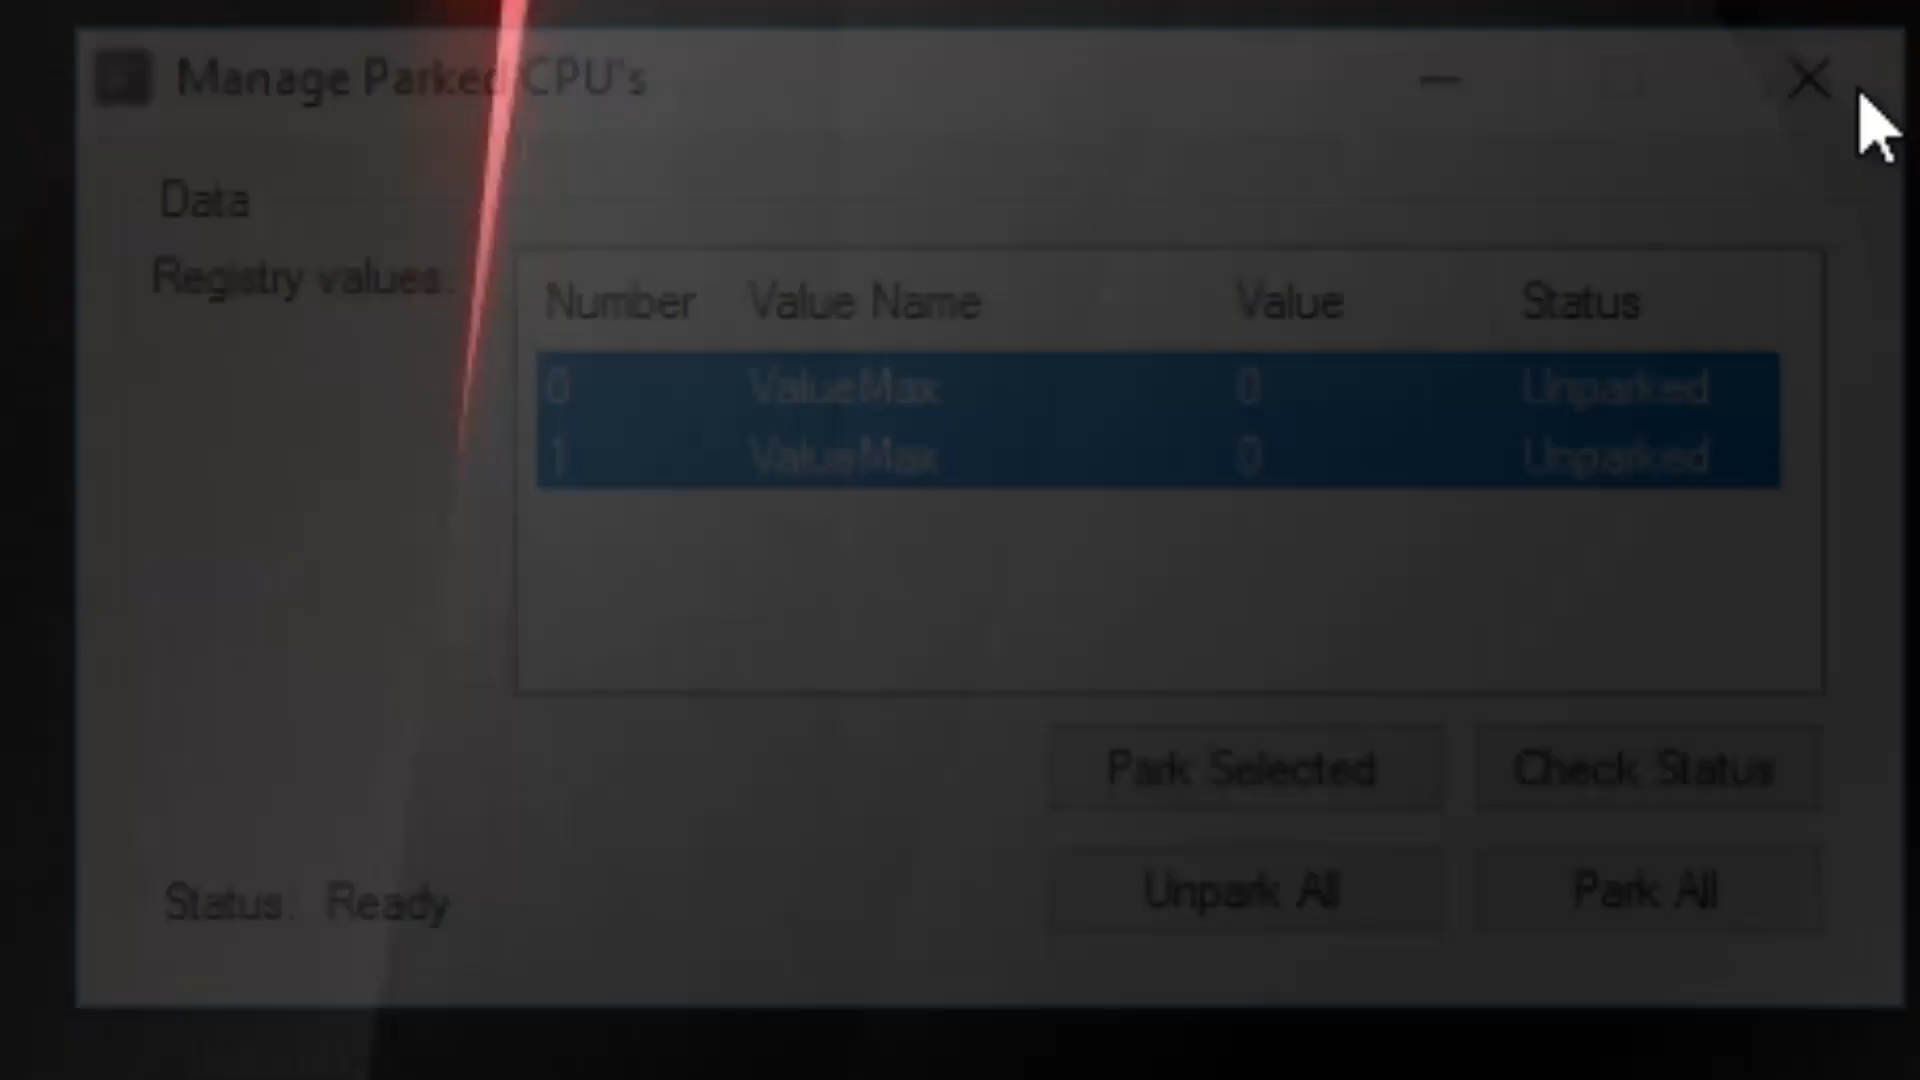 Manage Parked CPU's
Data
Registry values:
Number Value Name Value Status
0 ValueMax 0 Unparked
1 ValueMax 0 Unparked
Park Selected Check Status
Unpark All Park All
Status: Ready